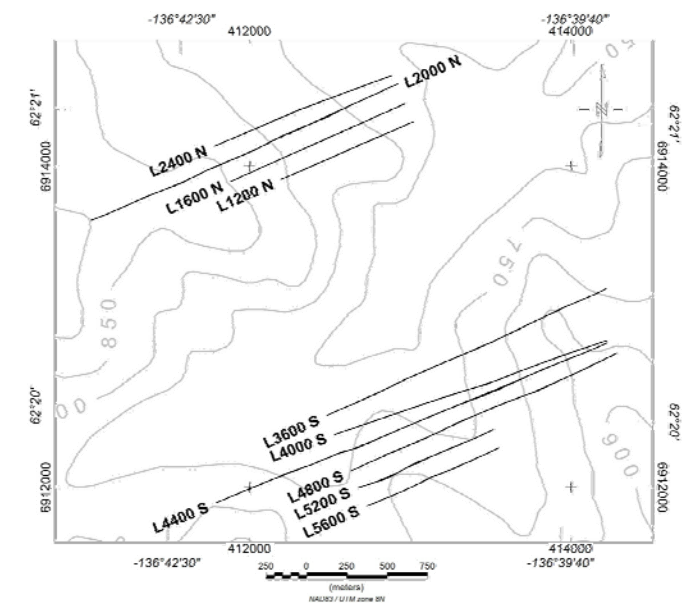 -136°42'30" -136°39'40"
412000 414000
50
L2000 N
62°21' 62°21'
L2400 N
6914000 6914000
L1600 N
L1200 N
750
850
62°20' 62°20'
00
L3600 S
L4000 S
900
L4800 S
6912000 6912000
L5200 S
L4400 S
L5600 S
412000 414000
-136°42'30" -136°39'40"
250 0 250 500 750
(meters)
NAD83 / UTM zone 8N